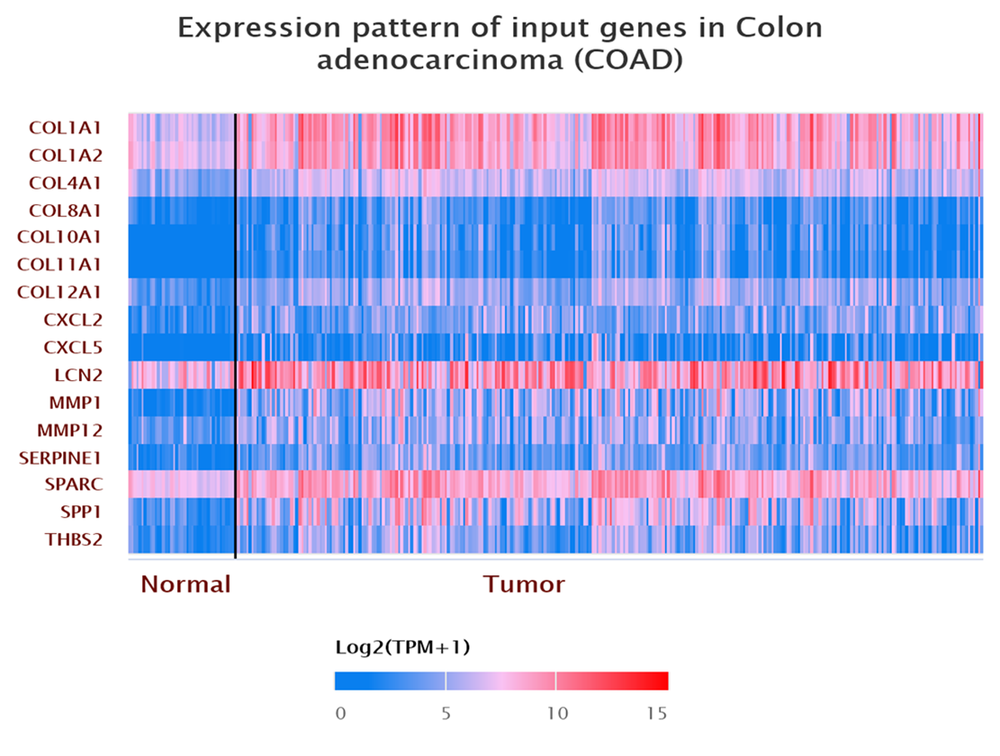 Expression pattern of input genes in Colon
adenocarcinoma (COAD)
COL1A1
COL1A2
COL4A1
COL8A1
COL10A1
COL11A1
COL12A1
CXCL2
CXCL5
LCN2
MMP1
MMP12
SERPINE1
SPARC
SPP1
THBS2
Normal Tumor
Log2(TPM+1)
0 5 10 15